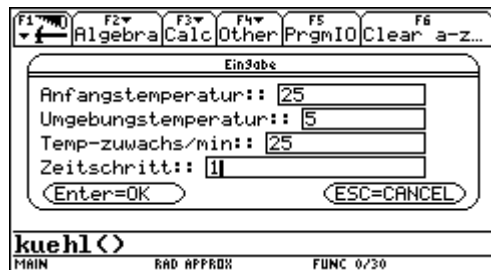 F1 F2 F3 F4 F5 F6
Algebra Calc Other PrgmIO Clear a-z...
Eingabe
Anfangstemperatur:: 25
Umgebungstemperatur:: 5
Temp-zuwachs/min:: 25
Zeitschritt:: 1
Enter=OK ESC=CANCEL
kuehl()
MAIN RAD APPROX FUNC 0/30